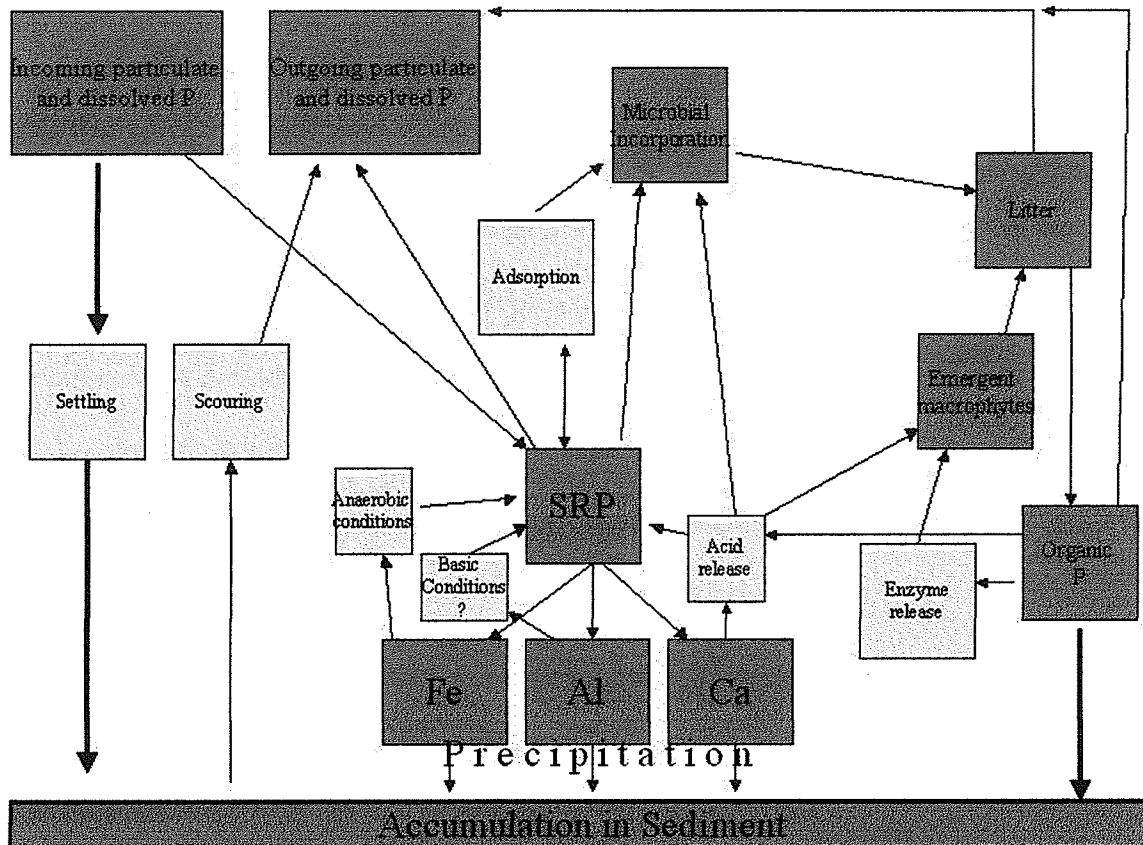 Incoming particulate
and dissolved P
Outgoing particulate
and dissolved P
Microbial
Incorporation
Litter
Adsorption
Emergent
macrophytes
Settling
Scouring
SRP
Anaerobic
conditions
Basic
Conditions
?
Acid
release
Organic
P
Enzyme
release
Fe
Al
Ca
Precipitation
Accumulation in Sediment